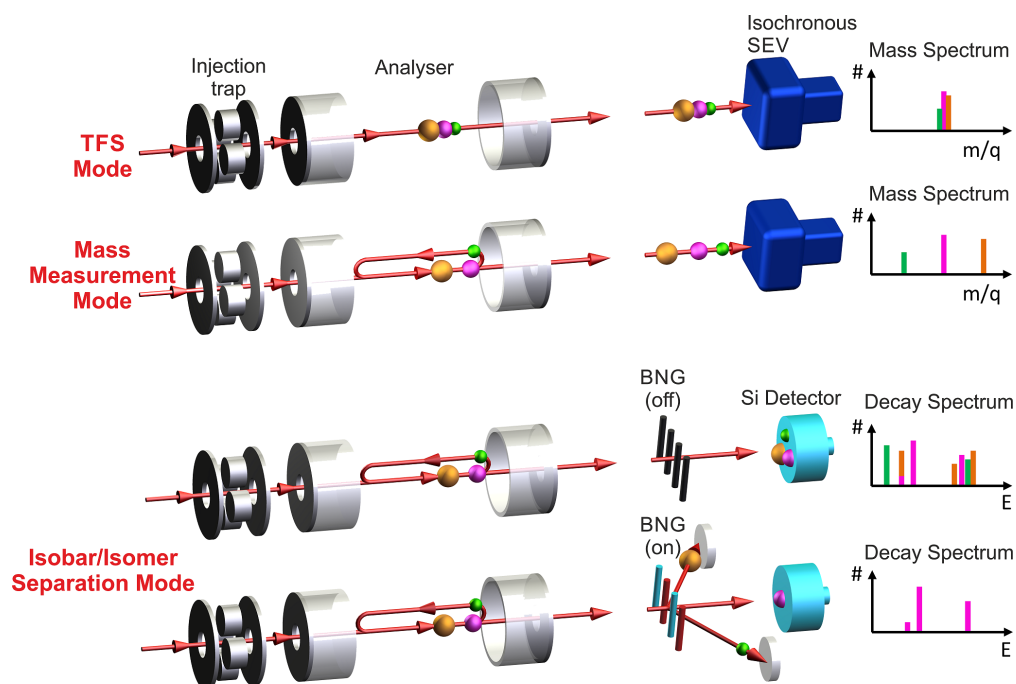 Injection
trap
Analyser
Isochronous
SEV
Mass Spectrum
#
m/q
TFS
Mode
Mass Spectrum
#
m/q
Mass
Measurement
Mode
BNG
(off)
Si Detector
Decay Spectrum
#
E
Isobar/Isomer
Separation Mode
BNG
(on)
Decay Spectrum
#
E